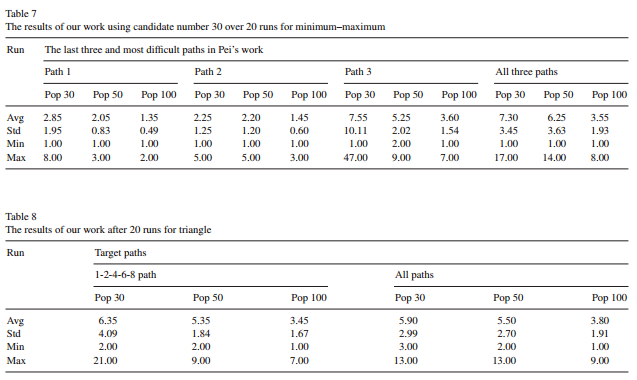 Table 7
The results of our work using candidate number 30 over 20 runs for minimum–maximum
Run The last three and most difficult paths in Pei's work
Path 1 Path 2 Path 3 All three paths
Pop 30 Pop 50 Pop 100 Pop 30 Pop 50 Pop 100 Pop 30 Pop 50 Pop 100 Pop 30 Pop 50 Pop 100
Avg 2.85 2.05 1.35 2.25 2.20 1.45 7.55 5.25 3.60 7.30 6.25 3.55
Std 1.95 0.83 0.49 1.25 1.20 0.60 10.11 2.02 1.54 3.45 3.63 1.93
Min 1.00 1.00 1.00 1.00 1.00 1.00 1.00 2.00 1.00 1.00 1.00 1.00
Max 8.00 3.00 2.00 5.00 5.00 3.00 47.00 9.00 7.00 17.00 14.00 8.00
Table 8
The results of our work after 20 runs for triangle
Run Target paths
1-2-4-6-8 path All paths
Pop 30 Pop 50 Pop 100 Pop 30 Pop 50 Pop 100
Avg 6.35 5.35 3.45 5.90 5.50 3.80
Std 4.09 1.84 1.67 2.99 2.70 1.91
Min 2.00 2.00 1.00 3.00 2.00 1.00
Max 21.00 9.00 7.00 13.00 13.00 9.00